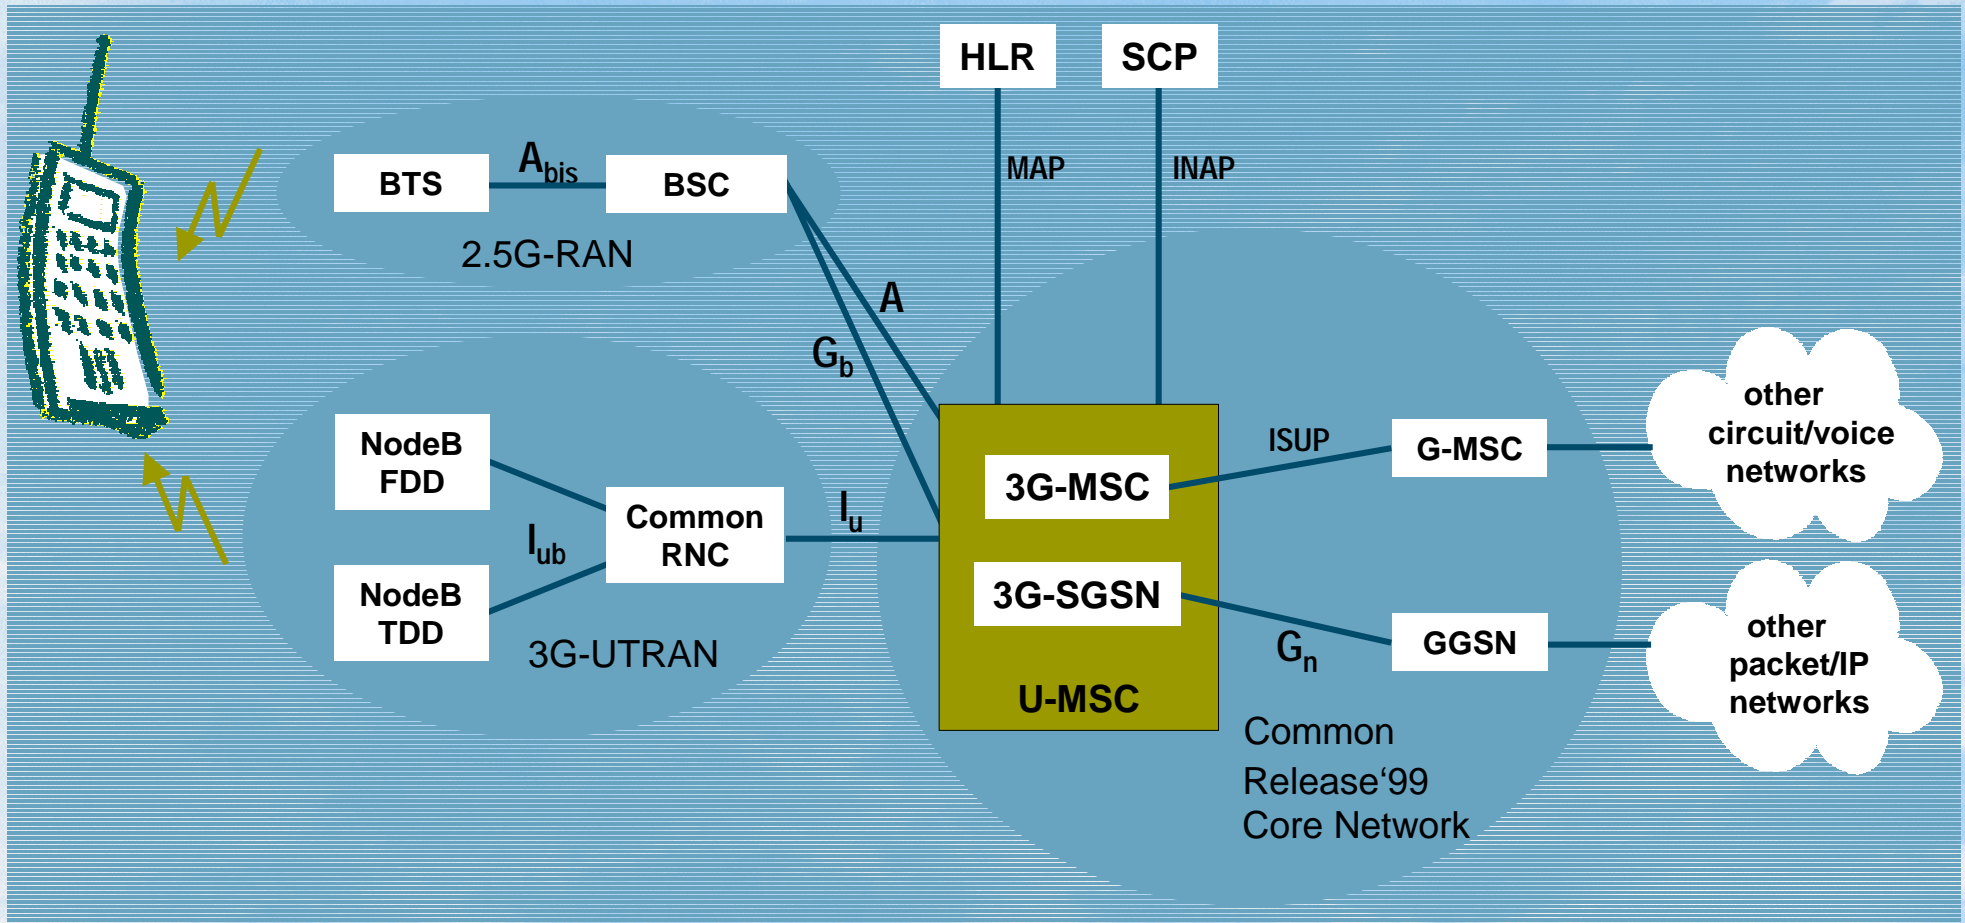 HLR
SCP
MAP
INAP
BTS
Abis
BSC
2.5G-RAN
A
Gb
NodeB
FDD
NodeB
TDD
Iub
Common
RNC
Iu
3G-UTRAN
3G-MSC
3G-SGSN
U-MSC
ISUP
G-MSC
Gn
GGSN
Common
Release‘99
Core Network
other
circuit/voice
networks
other
packet/IP
networks